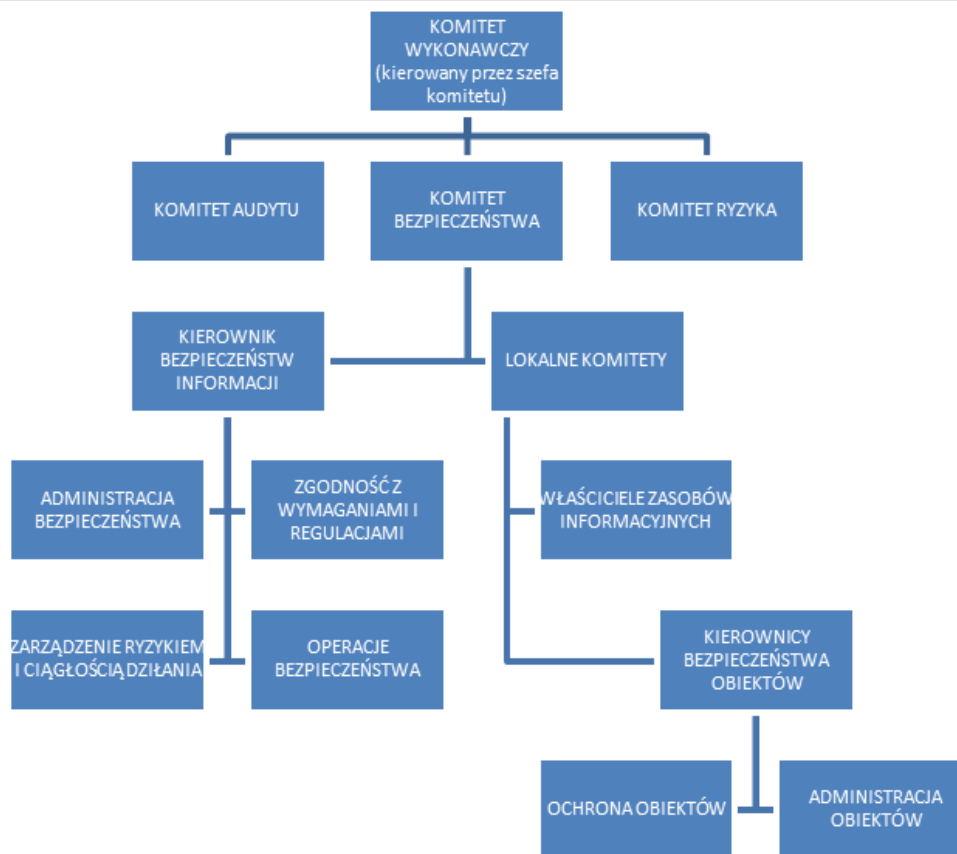 KOMITET
WYKONAWCZY
(kierowany przez szefa
komitetu)
KOMITET AUDYTU
KOMITET
BEZPIECZEŃSTWA
KOMITET RYZYKA
KIEROWNIK
BEZPIECZEŃSTW
INFORMACJI
LOKALNE KOMITETY
ADMINISTRACJA
BEZPIECZEŃSTWA
ZGODNOŚĆ Z
WYMAGANIAMI I
REGULACJAMI
WŁAŚCICIELE ZASOBÓW
INFORMACYJNYCH
ZARZĄDZENIE RYZYKIEM
I CIĄGŁOŚCIĄ DZIŁANIA
OPERACJE
BEZPIECZEŃSTWA
KIEROWNICY
BEZPIECZEŃSTWA
OBIEKTÓW
OCHRONA OBIEKTÓW
ADMINISTRACJA
OBIEKTÓW